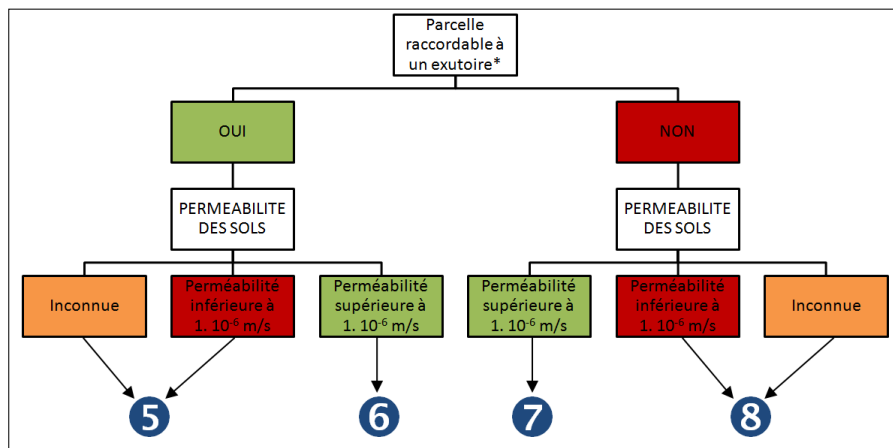 Parcelle
raccordable à
un exutoire*
OUI
NON
PERMEABILITE
DES SOLS
PERMEABILITE
DES SOLS
Inconnue
Perméabilité
inférieure à
1. 10⁻⁶ m/s
Perméabilité
supérieure à
1. 10⁻⁶ m/s
Perméabilité
supérieure à
1. 10⁻⁶ m/s
Perméabilité
inférieure à
1. 10⁻⁶ m/s
Inconnue
5
6
7
8